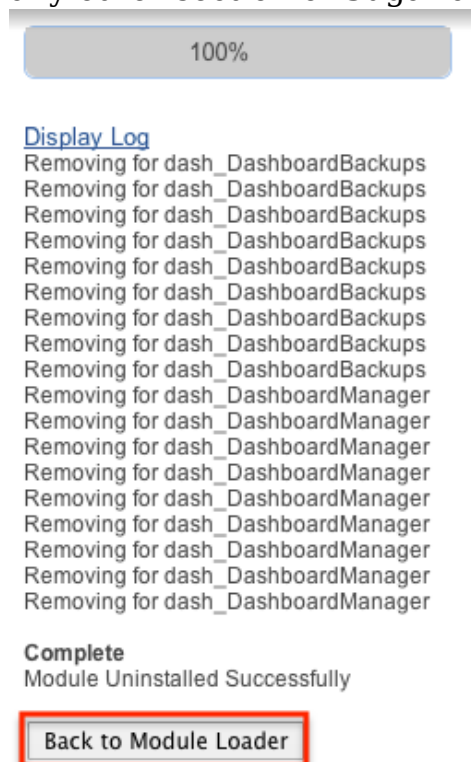 100%
Display Log
Removing for dash_DashboardBackups
Removing for dash_DashboardBackups
Removing for dash_DashboardBackups
Removing for dash_DashboardBackups
Removing for dash_DashboardBackups
Removing for dash_DashboardBackups
Removing for dash_DashboardBackups
Removing for dash_DashboardBackups
Removing for dash_DashboardBackups
Removing for dash_DashboardManager
Removing for dash_DashboardManager
Removing for dash_DashboardManager
Removing for dash_DashboardManager
Removing for dash_DashboardManager
Removing for dash_DashboardManager
Removing for dash_DashboardManager
Removing for dash_DashboardManager
Removing for dash_DashboardManager
Complete
Module Uninstalled Successfully
Back to Module Loader